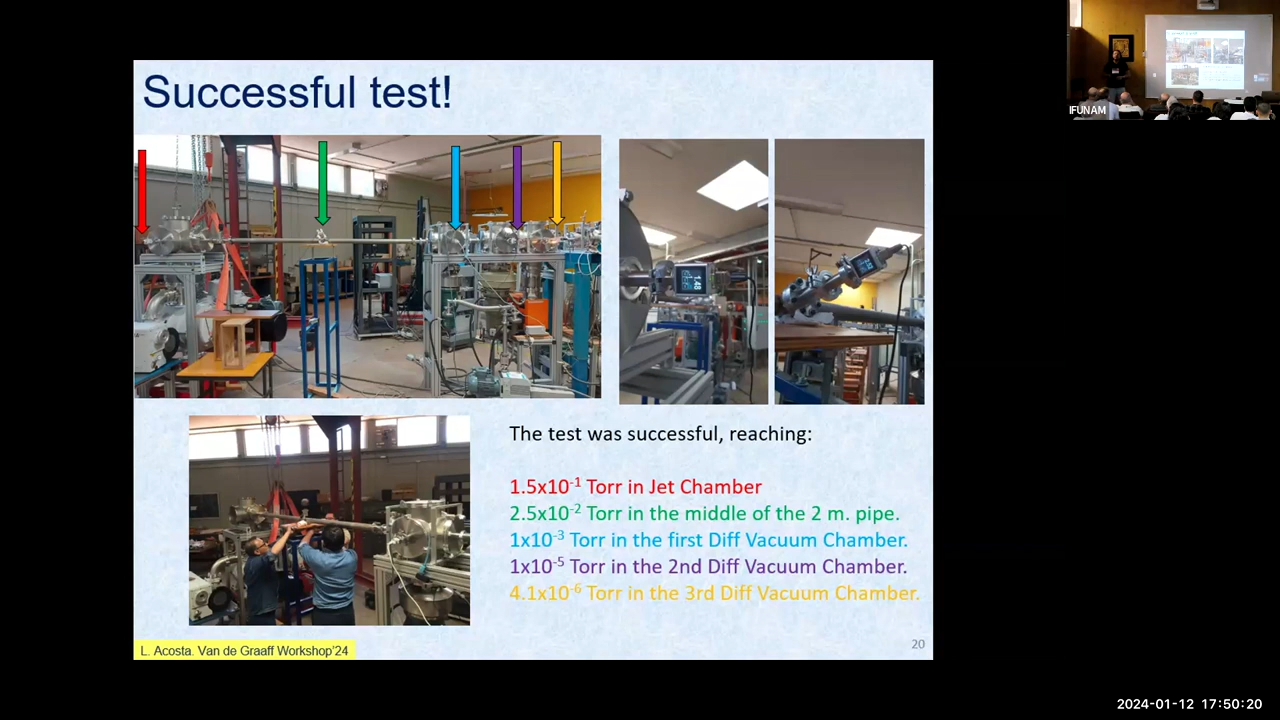 Successful test!
IFUNAM
The test was successful, reaching:
1.5x10⁻¹ Torr in Jet Chamber
2.5x10⁻² Torr in the middle of the 2 m. pipe.
1x10⁻³ Torr in the first Diff Vacuum Chamber.
1x10⁻⁵ Torr in the 2nd Diff Vacuum Chamber.
4.1x10⁻⁶ Torr in the 3rd Diff Vacuum Chamber.
L. Acosta. Van de Graaff Workshop'24
20
2024-01-12 17:50:20